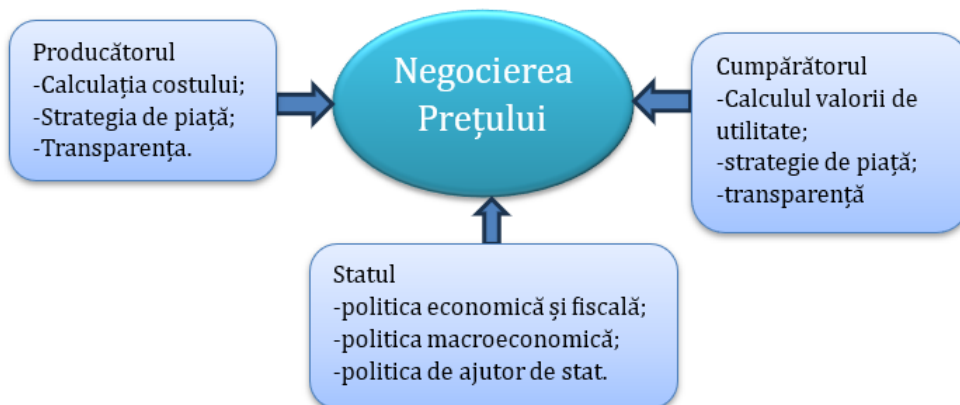 Producătorul
-Calculația costului;
-Strategia de piață;
-Transparența.
Negocierea
Prețului
Cumpărătorul
-Calculul valorii de
utilitate;
-strategie de piață;
-transparență
Statul
-politica economică și fiscală;
-politica macroeconomică;
-politica de ajutor de stat.